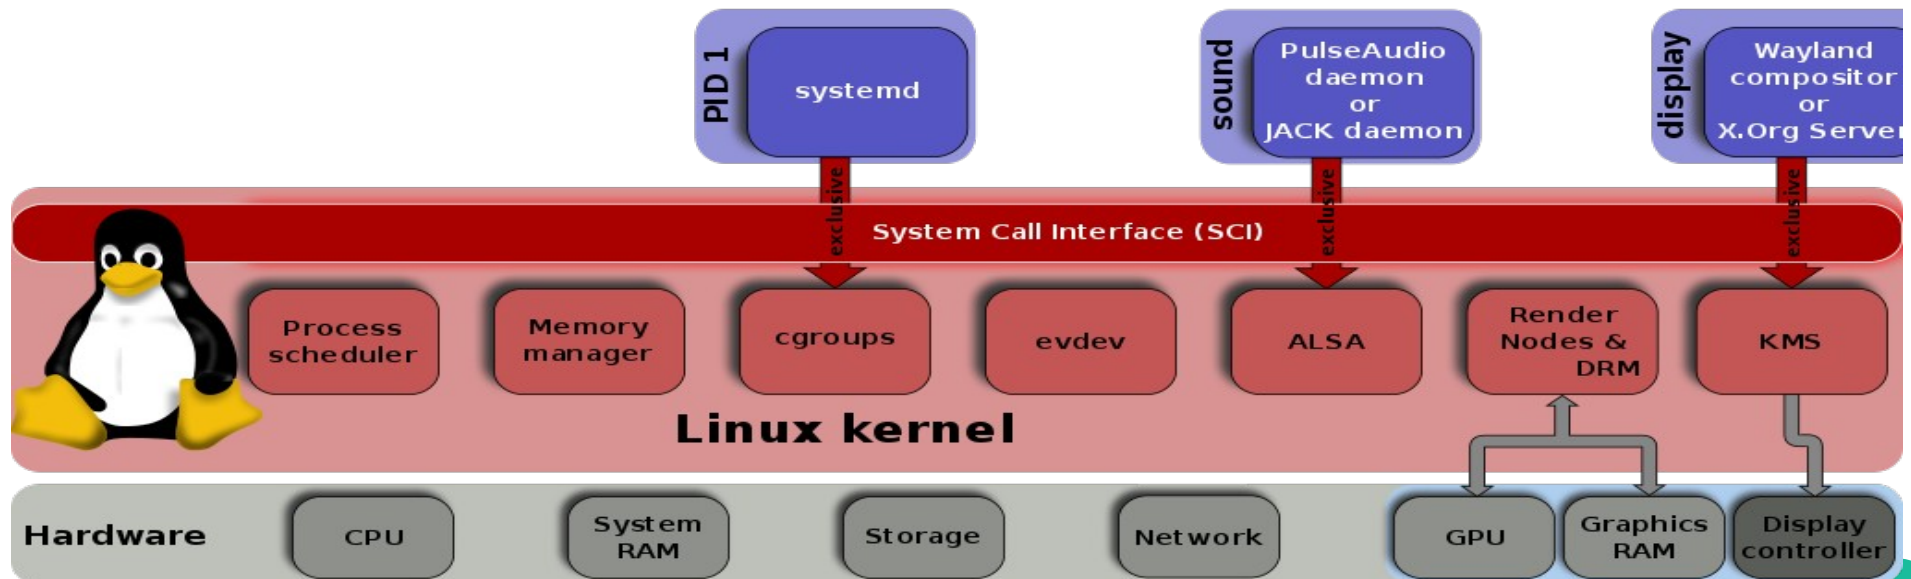 PID 1
systemd
sound
PulseAudio
daemon
or
JACK daemon
display
Wayland
compositor
or
X.Org Server
exclusive
System Call Interface (SCI)
exclusive
exclusive
Process
scheduler
Memory
manager
cgroups
evdev
ALSA
Render
Nodes &
DRM
KMS
Linux kernel
Hardware
CPU
System
RAM
Storage
Network
GPU
Graphics
RAM
Display
controller